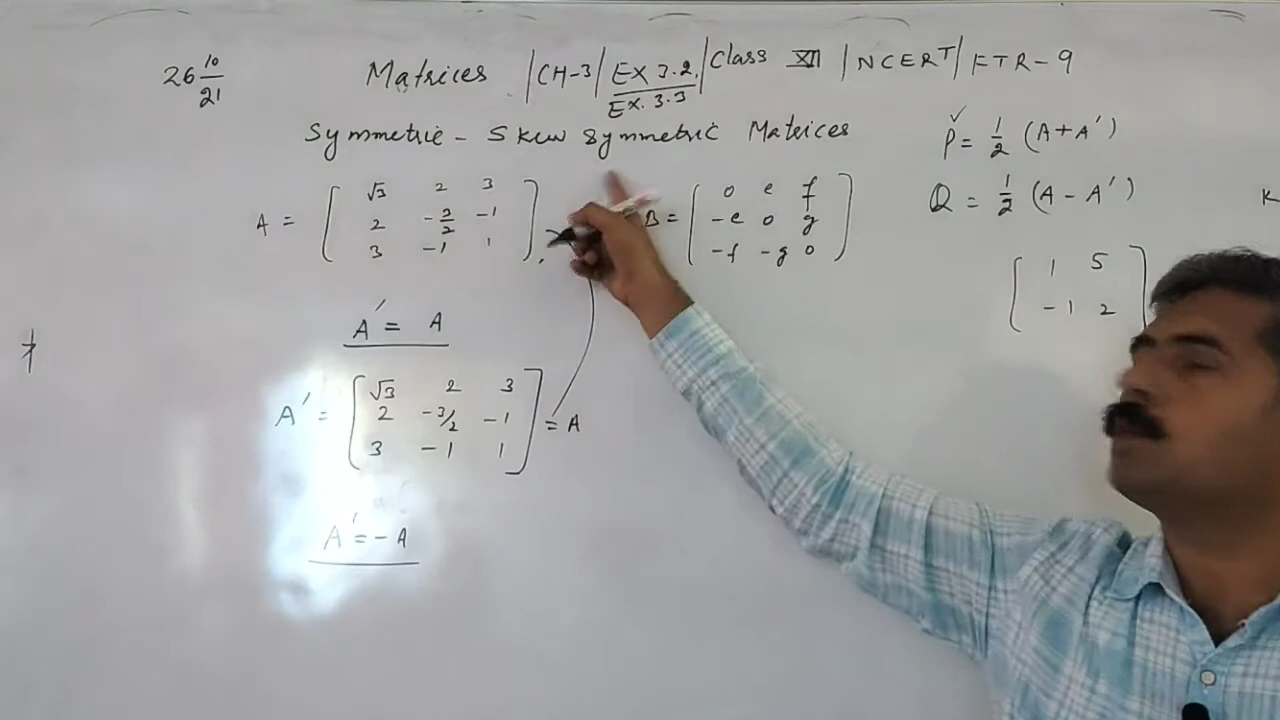 26 10/21
Matrices |CH-3| EX 3.2, |Class XII |NCERT| FTR-9
EX. 3.3
Symmetric - Skew Symmetric Matrices
P = 1/2 (A+A')
Q = 1/2 (A-A')
K
A = [ √3 2 3
2 -3/2 -1
3 -1 1 ],
B = [ 0 e f
-e 0 g
-f -g 0 ]
[ 1 5
-1 2 ]
A' = A
A' = [ √3 2 3
2 -3/2 -1
3 -1 1 ] = A
A' = -A